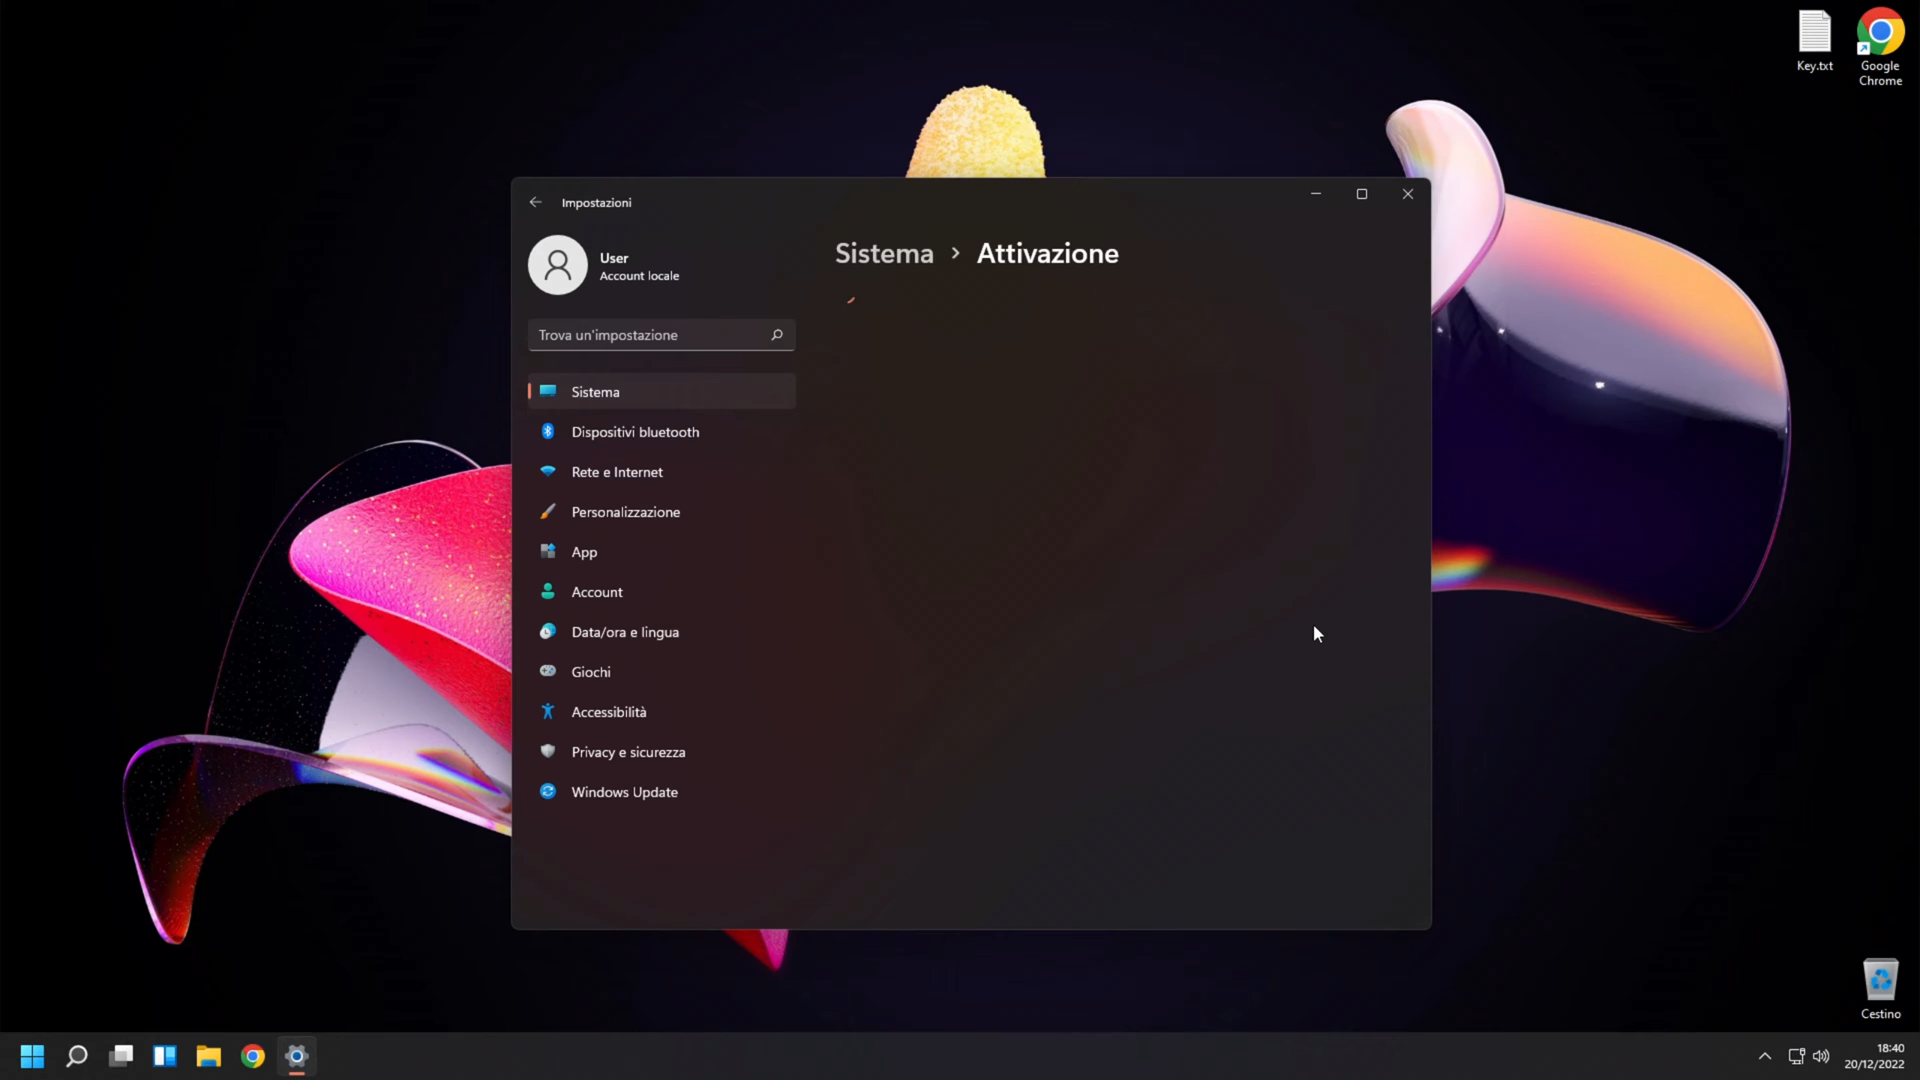 Key.txt
Google
Chrome
Impostazioni
User
Account locale
Trova un'impostazione
Sistema
Dispositivi bluetooth
Rete e Internet
Personalizzazione
App
Account
Data/ora e lingua
Giochi
Accessibilità
Privacy e sicurezza
Windows Update
Sistema › Attivazione
Cestino
18:40
20/12/2022